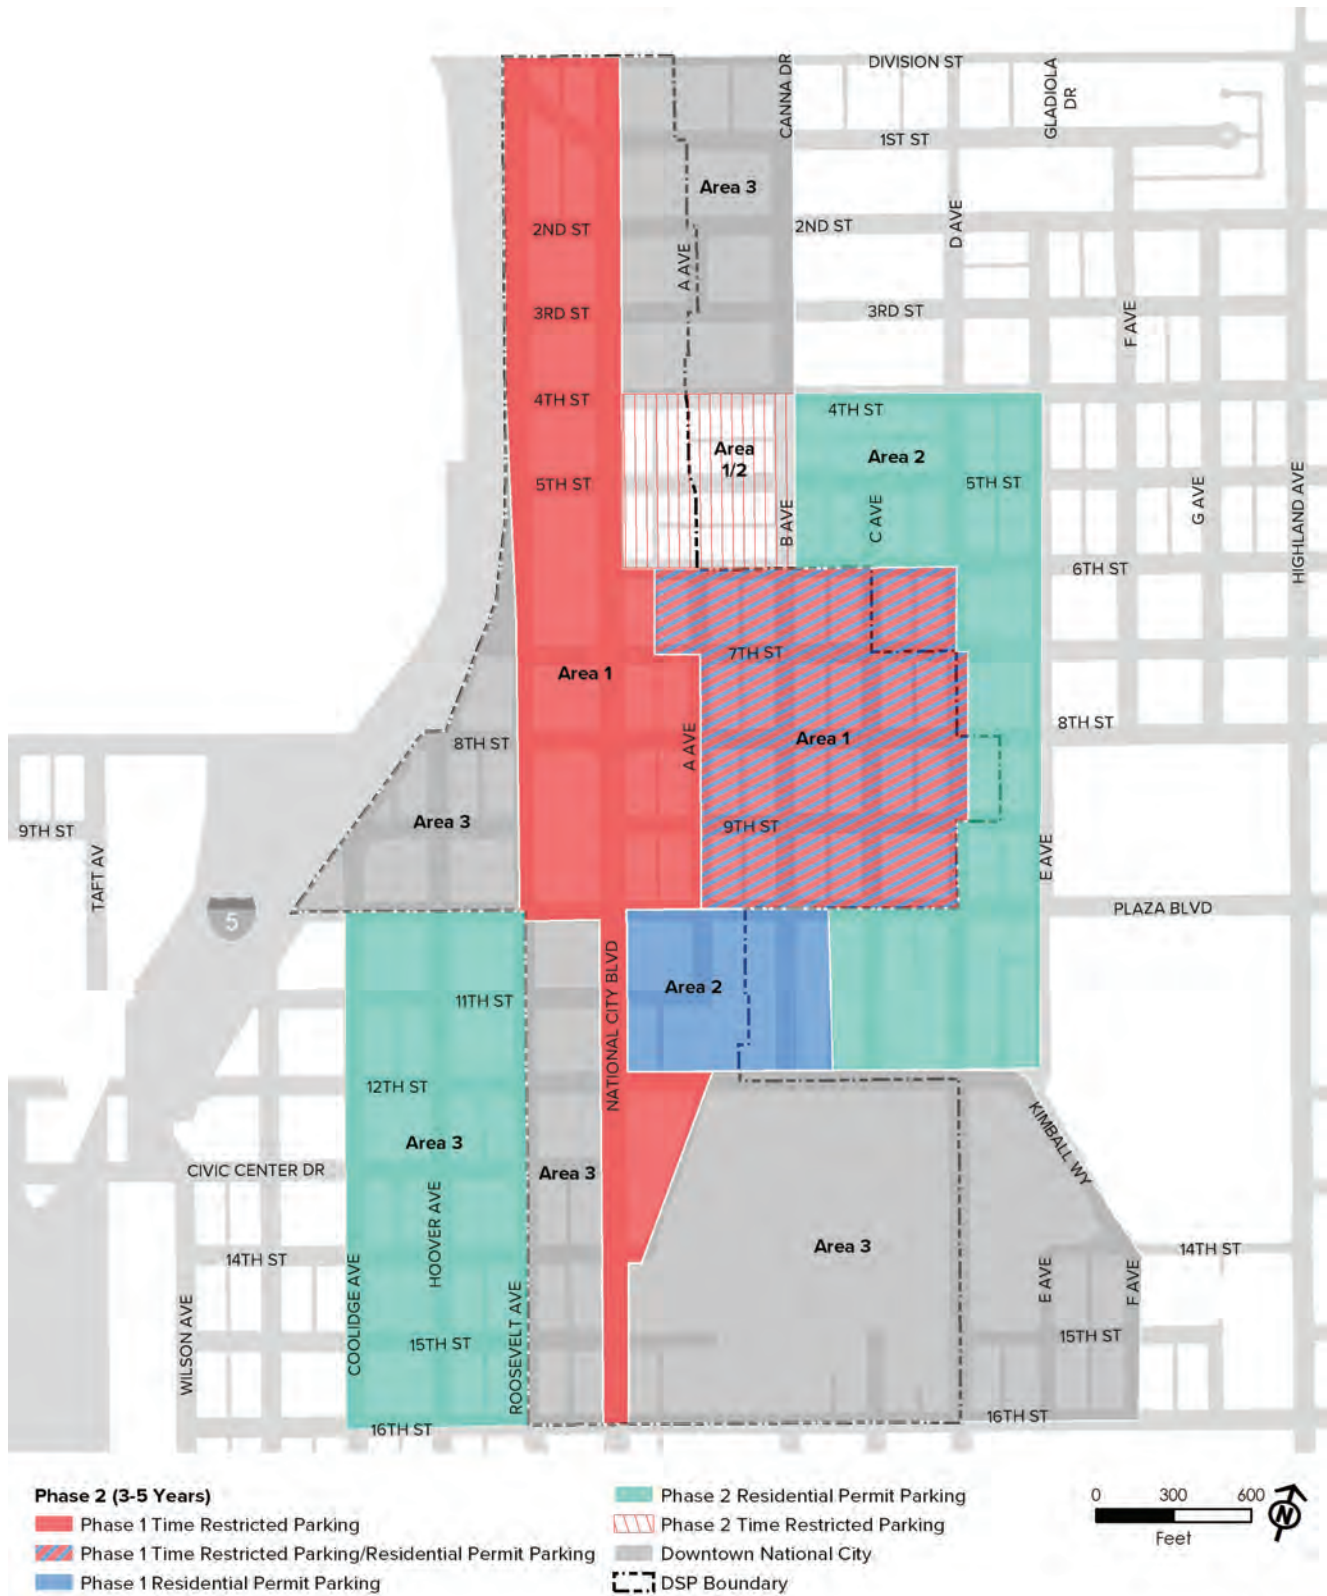 DIVISION ST
CANNA DR
GLADIOLA
DR
1ST ST
Area 3
2ND ST
2ND ST
D AVE
A AVE
3RD ST
3RD ST
F AVE
4TH ST
4TH ST
Area
1/2
Area 2
5TH ST
5TH ST
B AVE
C AVE
G AVE
HIGHLAND AVE
6TH ST
7TH ST
Area 1
8TH ST
A AVE
Area 1
8TH ST
Area 3
9TH ST
9TH ST
TAFT AV
E AVE
5
PLAZA BLVD
NATIONAL CITY BLVD
Area 2
11TH ST
12TH ST
Area 3
KIMBALL WY
CIVIC CENTER DR
Area 3
HOOVER AVE
14TH ST
Area 3
14TH ST
COOLIDGE AVE
ROOSEVELT AVE
WILSON AVE
E AVE
F AVE
15TH ST
15TH ST
16TH ST
16TH ST
Phase 2 (3-5 Years)
Phase 1 Time Restricted Parking
Phase 1 Time Restricted Parking/Residential Permit Parking
Phase 1 Residential Permit Parking
Phase 2 Residential Permit Parking
Phase 2 Time Restricted Parking
Downtown National City
DSP Boundary
0 300 600
Feet
N